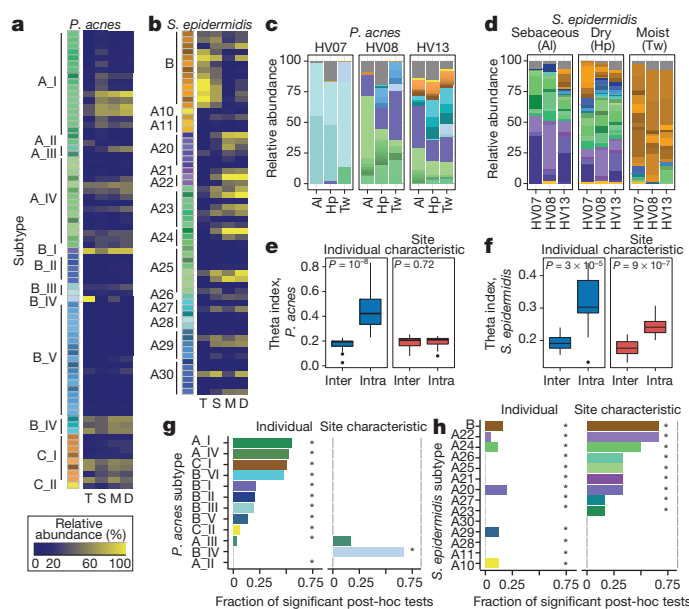 a
P. acnes
A_I
A_II
A_III
A_IV
B_I
B_II
B_III
B_IV
B_V
B_IV
C_I
C_II
Subtype
T S M D
Relative
abundance (%)
0 40 60 100
b
S. epidermidis
B
A10
A11
A20
A21
A22
A23
A24
A25
A26
A27
A28
A29
A30
T S M D
c
P. acnes
HV07 HV08 HV13
Relative abundance
100
75
50
25
0
Al Hp Tw
d
S. epidermidis
Sebaceous (Al)
Dry (Hp)
Moist (Tw)
Relative abundance
100
75
50
25
0
HV07 HV08 HV13
HV07 HV08 HV13
HV07 HV08 HV13
e
Individual
Site characteristic
P = 10⁻⁸
P = 0.72
Theta index, P. acnes
0.8
0.6
0.4
0.2
0
Inter Intra
Inter Intra
f
Individual
Site characteristic
P = 3 × 10⁻⁵
P = 9 × 10⁻⁷
Theta index, S. epidermidis
0.4
0.3
0.2
Inter Intra
Inter Intra
g
Individual
Site characteristic
P. acnes subtype
A_I *
A_IV *
C_I *
B_VI *
B_I *
B_II *
B_III *
B_V *
C_II *
A_III *
B_IV *
A_II *
0 0.25 0.75
0 0.25 0.75
Fraction of significant post-hoc tests
h
Individual
Site characteristic
S. epidermidis subtype
B * *
A22 * *
A24 * *
A26 *
A25 *
A21 *
A20 * *
A27 *
A23 *
A30
A29 *
A28 *
A11 *
A10 *
0 0.25 0.75
0 0.25 0.75
Fraction of significant post-hoc tests